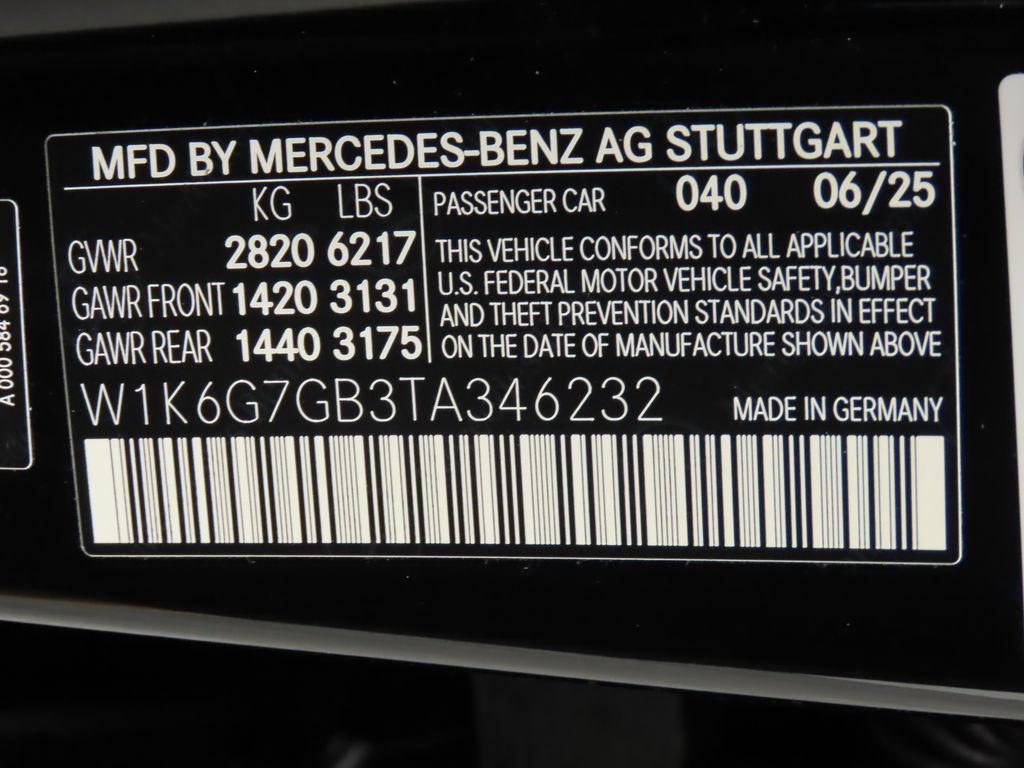 MFD BY MERCEDES-BENZ AG STUTTGART
KG LBS
GVWR 2820 6217
GAWR FRONT 1420 3131
GAWR REAR 1440 3175
PASSENGER CAR 040 06/25
THIS VEHICLE CONFORMS TO ALL APPLICABLE
U.S. FEDERAL MOTOR VEHICLE SAFETY,BUMPER
AND THEFT PREVENTION STANDARDS IN EFFECT
ON THE DATE OF MANUFACTURE SHOWN ABOVE
W1K6G7GB3TA346232
MADE IN GERMANY
A 000 584